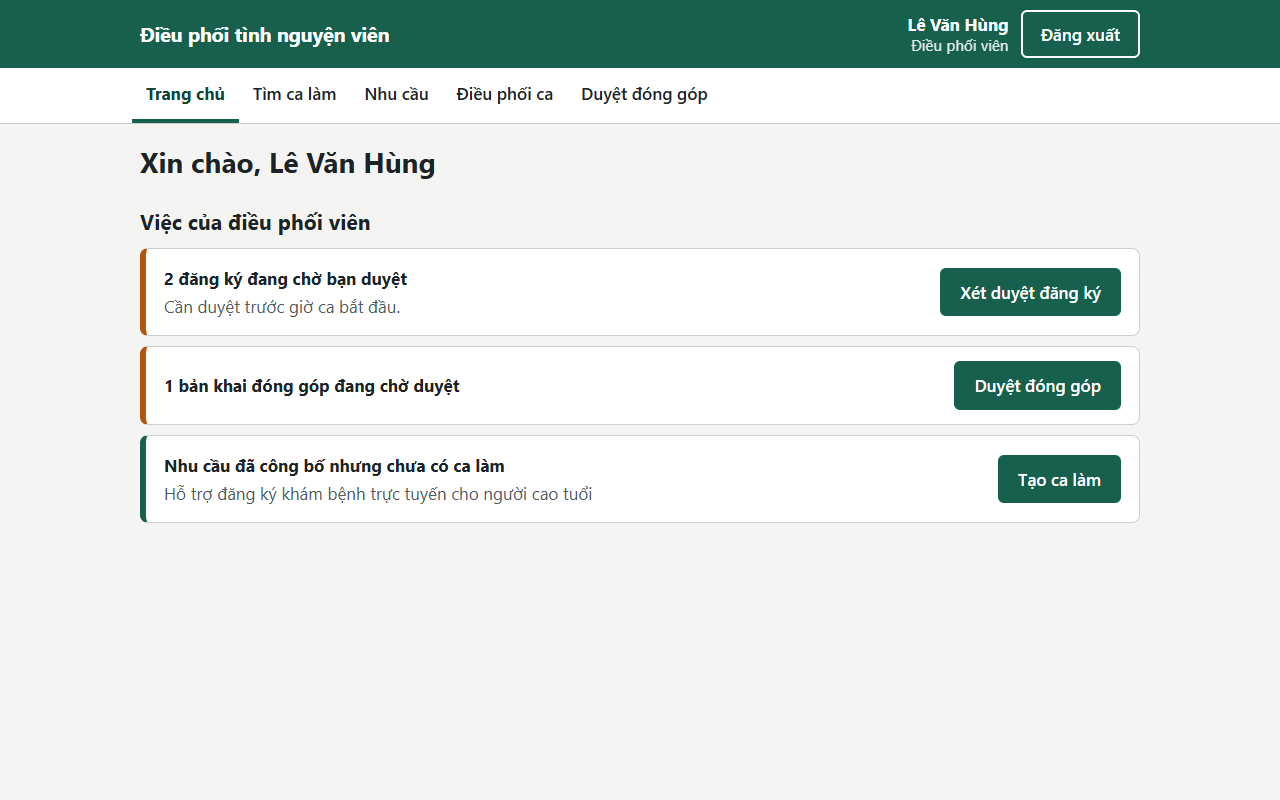 Điều phối tình nguyện viên
Lê Văn Hùng
Điều phối viên
Đăng xuất
Trang chủ
Tìm ca làm
Nhu cầu
Điều phối ca
Duyệt đóng góp
Xin chào, Lê Văn Hùng
Việc của điều phối viên
2 đăng ký đang chờ bạn duyệt
Cần duyệt trước giờ ca bắt đầu.
Xét duyệt đăng ký
1 bản khai đóng góp đang chờ duyệt
Duyệt đóng góp
Nhu cầu đã công bố nhưng chưa có ca làm
Hỗ trợ đăng ký khám bệnh trực tuyến cho người cao tuổi
Tạo ca làm